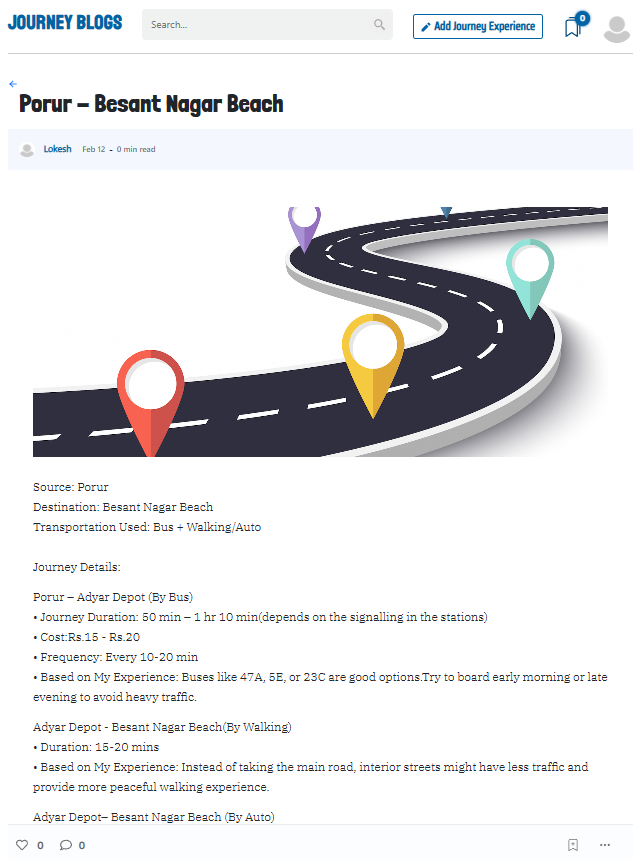 JOURNEY BLOGS
Search...
Add Journey Experience
0
Porur – Besant Nagar Beach
Lokesh Feb 12 - 0 min read
Source: Porur
Destination: Besant Nagar Beach
Transportation Used: Bus + Walking/Auto
Journey Details:
Porur – Adyar Depot (By Bus)
• Journey Duration: 50 min – 1 hr 10 min(depends on the signalling in the stations)
• Cost:Rs.15 - Rs.20
• Frequency: Every 10-20 min
• Based on My Experience: Buses like 47A, 5E, or 23C are good options.Try to board early morning or late
evening to avoid heavy traffic.
Adyar Depot - Besant Nagar Beach(By Walking)
• Duration: 15-20 mins
• Based on My Experience: Instead of taking the main road, interior streets might have less traffic and
provide more peaceful walking experience.
Adyar Depot– Besant Nagar Beach (By Auto)
0 0